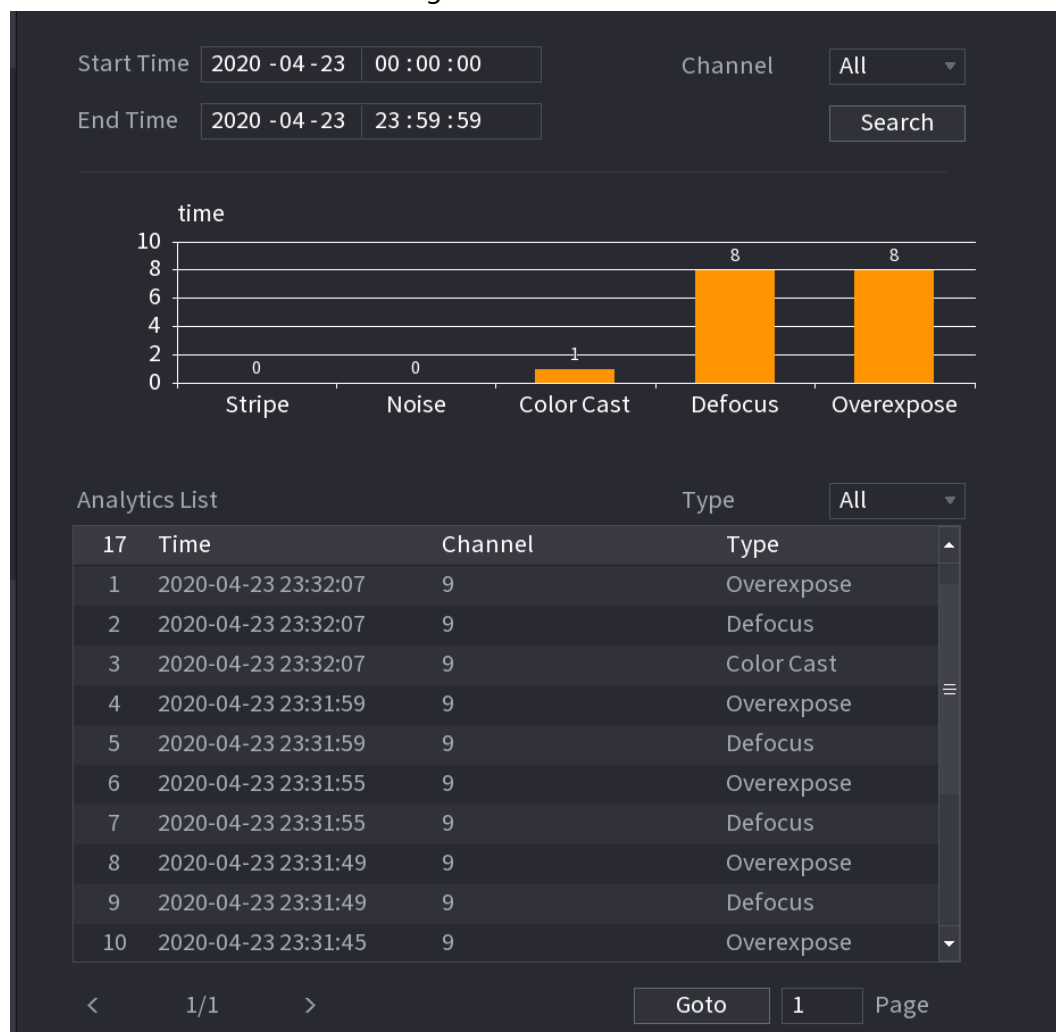 Start Time 2020 -04 -23 00 :00 :00 Channel All
End Time 2020 -04 -23 23 :59 :59 Search
time
10
8
6
4
2
0
0 0 1 8 8
Stripe Noise Color Cast Defocus Overexpose
Analytics List Type All
17 Time Channel Type
1 2020-04-23 23:32:07 9 Overexpose
2 2020-04-23 23:32:07 9 Defocus
3 2020-04-23 23:32:07 9 Color Cast
4 2020-04-23 23:31:59 9 Overexpose
5 2020-04-23 23:31:59 9 Defocus
6 2020-04-23 23:31:55 9 Overexpose
7 2020-04-23 23:31:55 9 Defocus
8 2020-04-23 23:31:49 9 Overexpose
9 2020-04-23 23:31:49 9 Defocus
10 2020-04-23 23:31:45 9 Overexpose
< 1/1 > Goto 1 Page